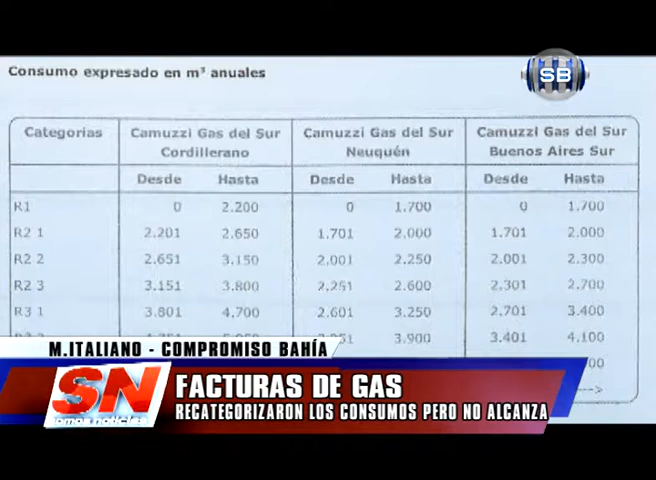 Consumo expresado en m³ anuales
SB
Categorías Camuzzi Gas del Sur Camuzzi Gas del Sur Camuzzi Gas del Sur
Cordillerano Neuquén Buenos Aires Sur
Desde Hasta Desde Hasta Desde Hasta
R1 0 2.200 0 1.700 0 1.700
R2 1 2.201 2.650 1.701 2.000 1.701 2.000
R2 2 2.651 3.150 2.001 2.250 2.001 2.300
R2 3 3.151 3.800 2.251 2.600 2.301 2.700
R3 1 3.801 4.700 2.601 3.250 2.701 3.400
3.900 3.401 4.100
M.ITALIANO - COMPROMISO BAHÍA
SN
somos noticias
FACTURAS DE GAS
RECATEGORIZARON LOS CONSUMOS PERO NO ALCANZA